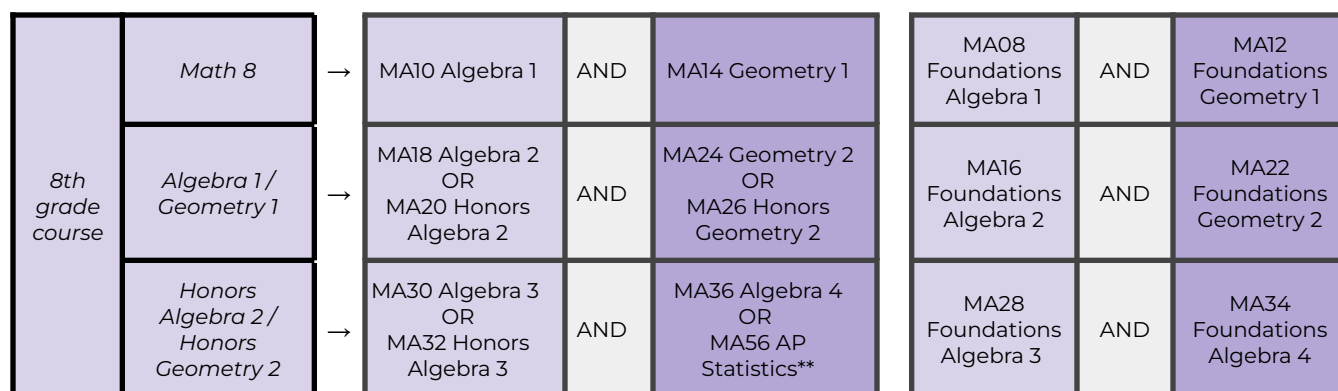 8th
grade
course
Math 8
→
MA10 Algebra 1
AND
MA14 Geometry 1
MA08
Foundations
Algebra 1
AND
MA12
Foundations
Geometry 1
Algebra 1 /
Geometry 1
→
MA18 Algebra 2
OR
MA20 Honors
Algebra 2
AND
MA24 Geometry 2
OR
MA26 Honors
Geometry 2
MA16
Foundations
Algebra 2
AND
MA22
Foundations
Geometry 2
Honors
Algebra 2 /
Honors
Geometry 2
→
MA30 Algebra 3
OR
MA32 Honors
Algebra 3
AND
MA36 Algebra 4
OR
MA56 AP
Statistics**
MA28
Foundations
Algebra 3
AND
MA34
Foundations
Algebra 4